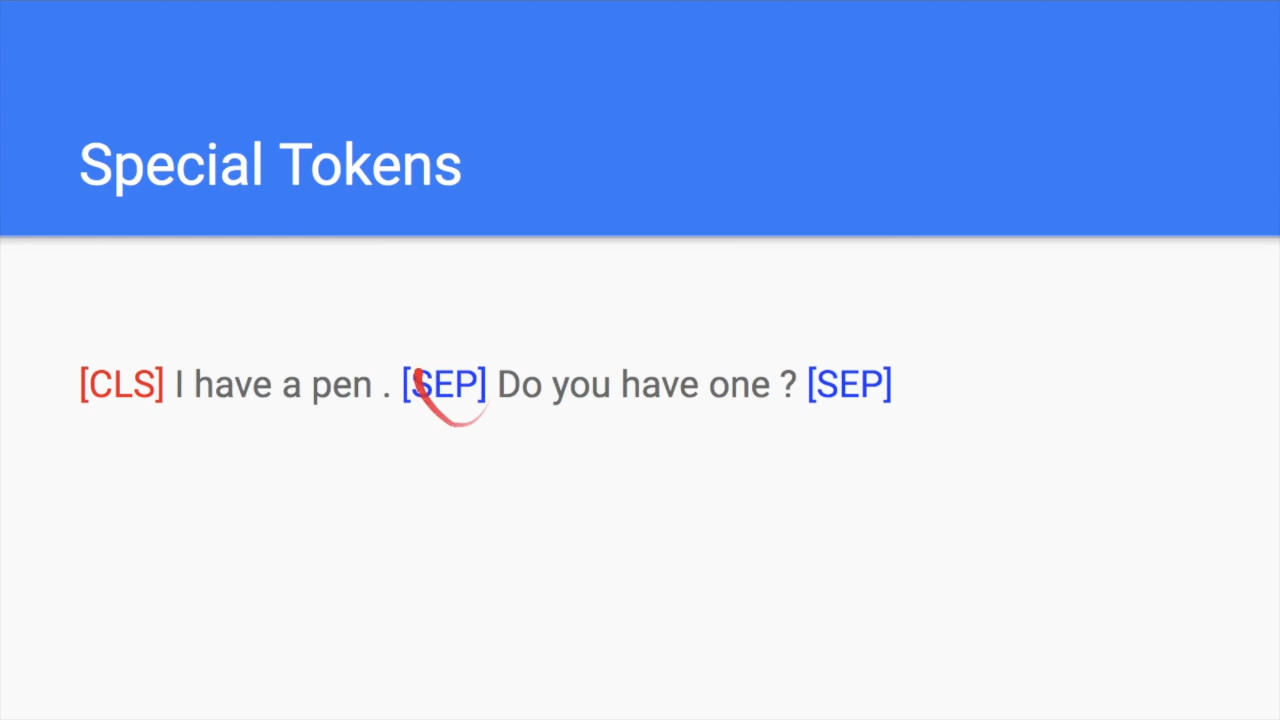 Special Tokens
[CLS] I have a pen . [SEP] Do you have one ? [SEP]